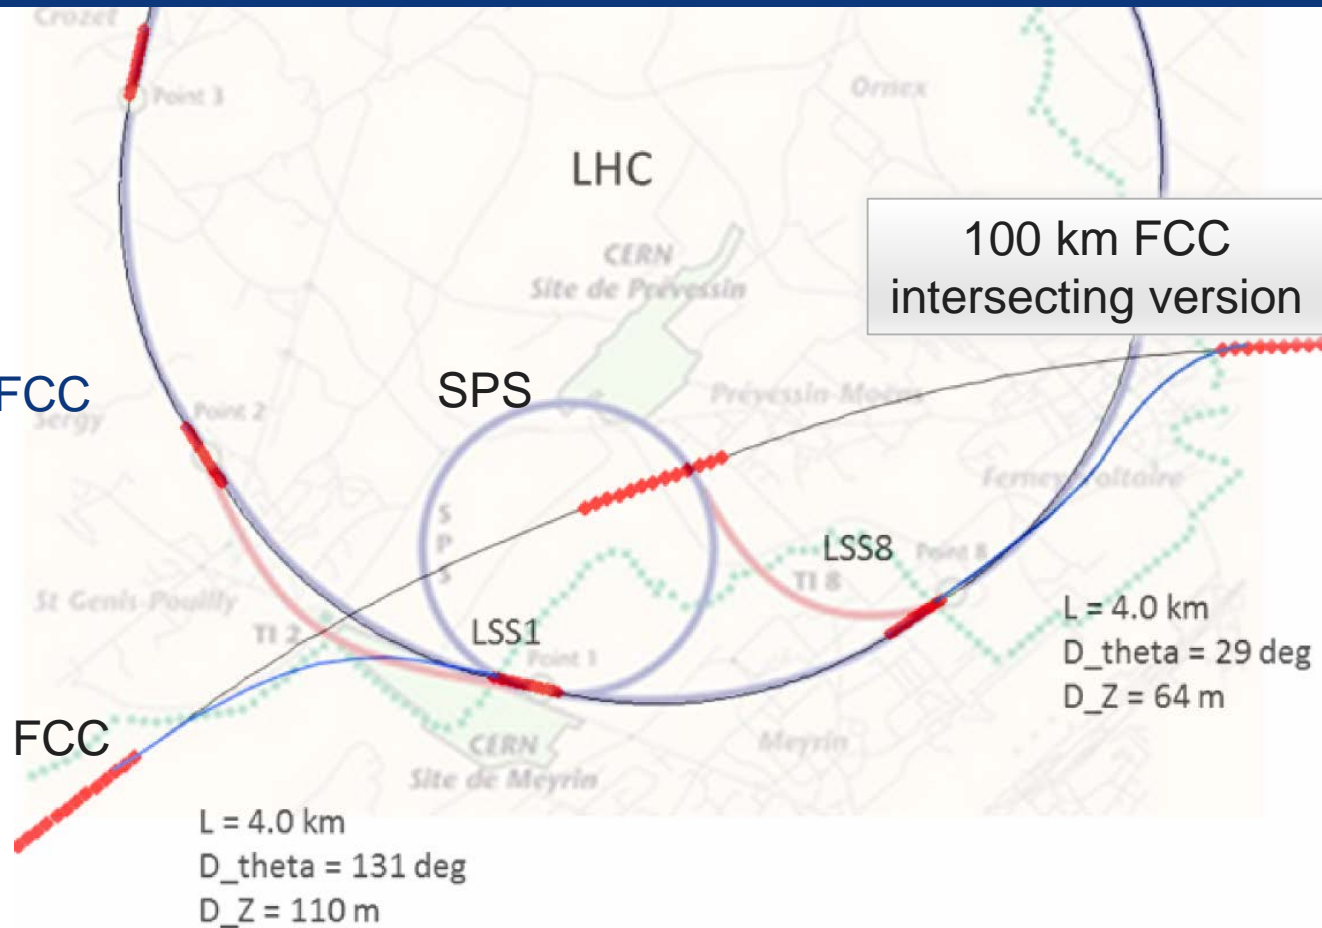 Crozet
Point 3
Ornex
LHC
CERN
Site de Prévessin
100 km FCC
intersecting version
FCC
Sergy
Point 2
SPS
Prévessin-Moëns
Ferney-Voltaire
S
P
S
LSS8
Point 8
TI 8
St Genis-Pouilly
TI 2
LSS1
Point 1
L = 4.0 km
D_theta = 29 deg
D_Z = 64 m
FCC
CERN
Site de Meyrin
Meyrin
L = 4.0 km
D_theta = 131 deg
D_Z = 110 m